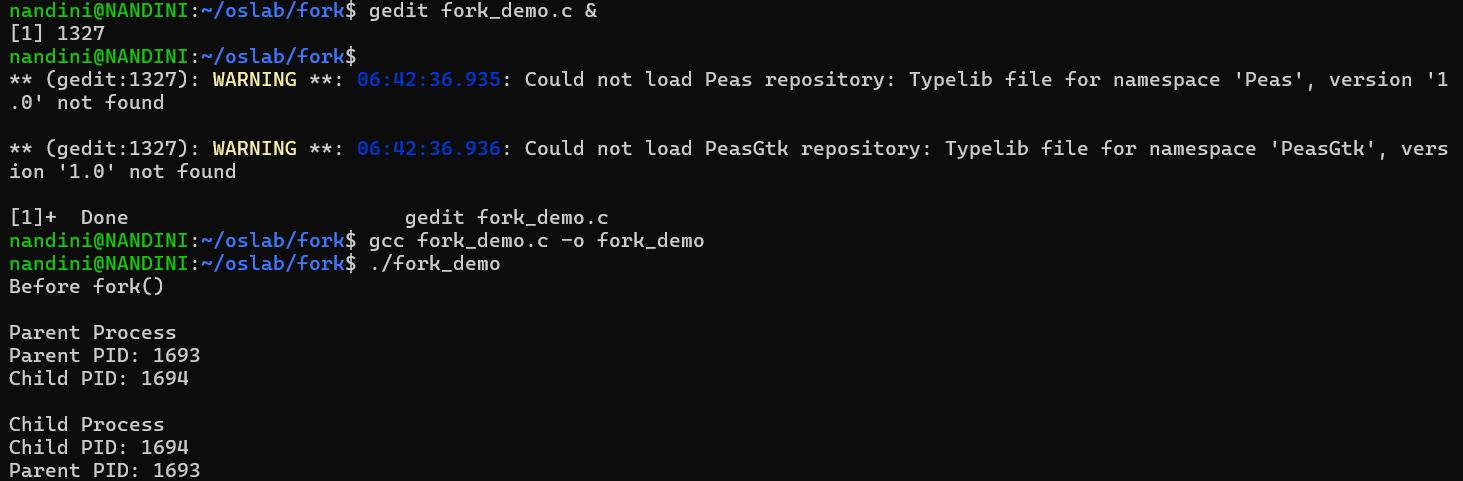 nandini@NANDINI:~/oslab/fork$ gedit fork_demo.c &
[1] 1327
nandini@NANDINI:~/oslab/fork$
** (gedit:1327): WARNING **: 06:42:36.935: Could not load Peas repository: Typelib file for namespace 'Peas', version '1
.0' not found
** (gedit:1327): WARNING **: 06:42:36.936: Could not load PeasGtk repository: Typelib file for namespace 'PeasGtk', vers
ion '1.0' not found
[1]+  Done                       gedit fork_demo.c
nandini@NANDINI:~/oslab/fork$ gcc fork_demo.c -o fork_demo
nandini@NANDINI:~/oslab/fork$ ./fork_demo
Before fork()
Parent Process
Parent PID: 1693
Child PID: 1694
Child Process
Child PID: 1694
Parent PID: 1693